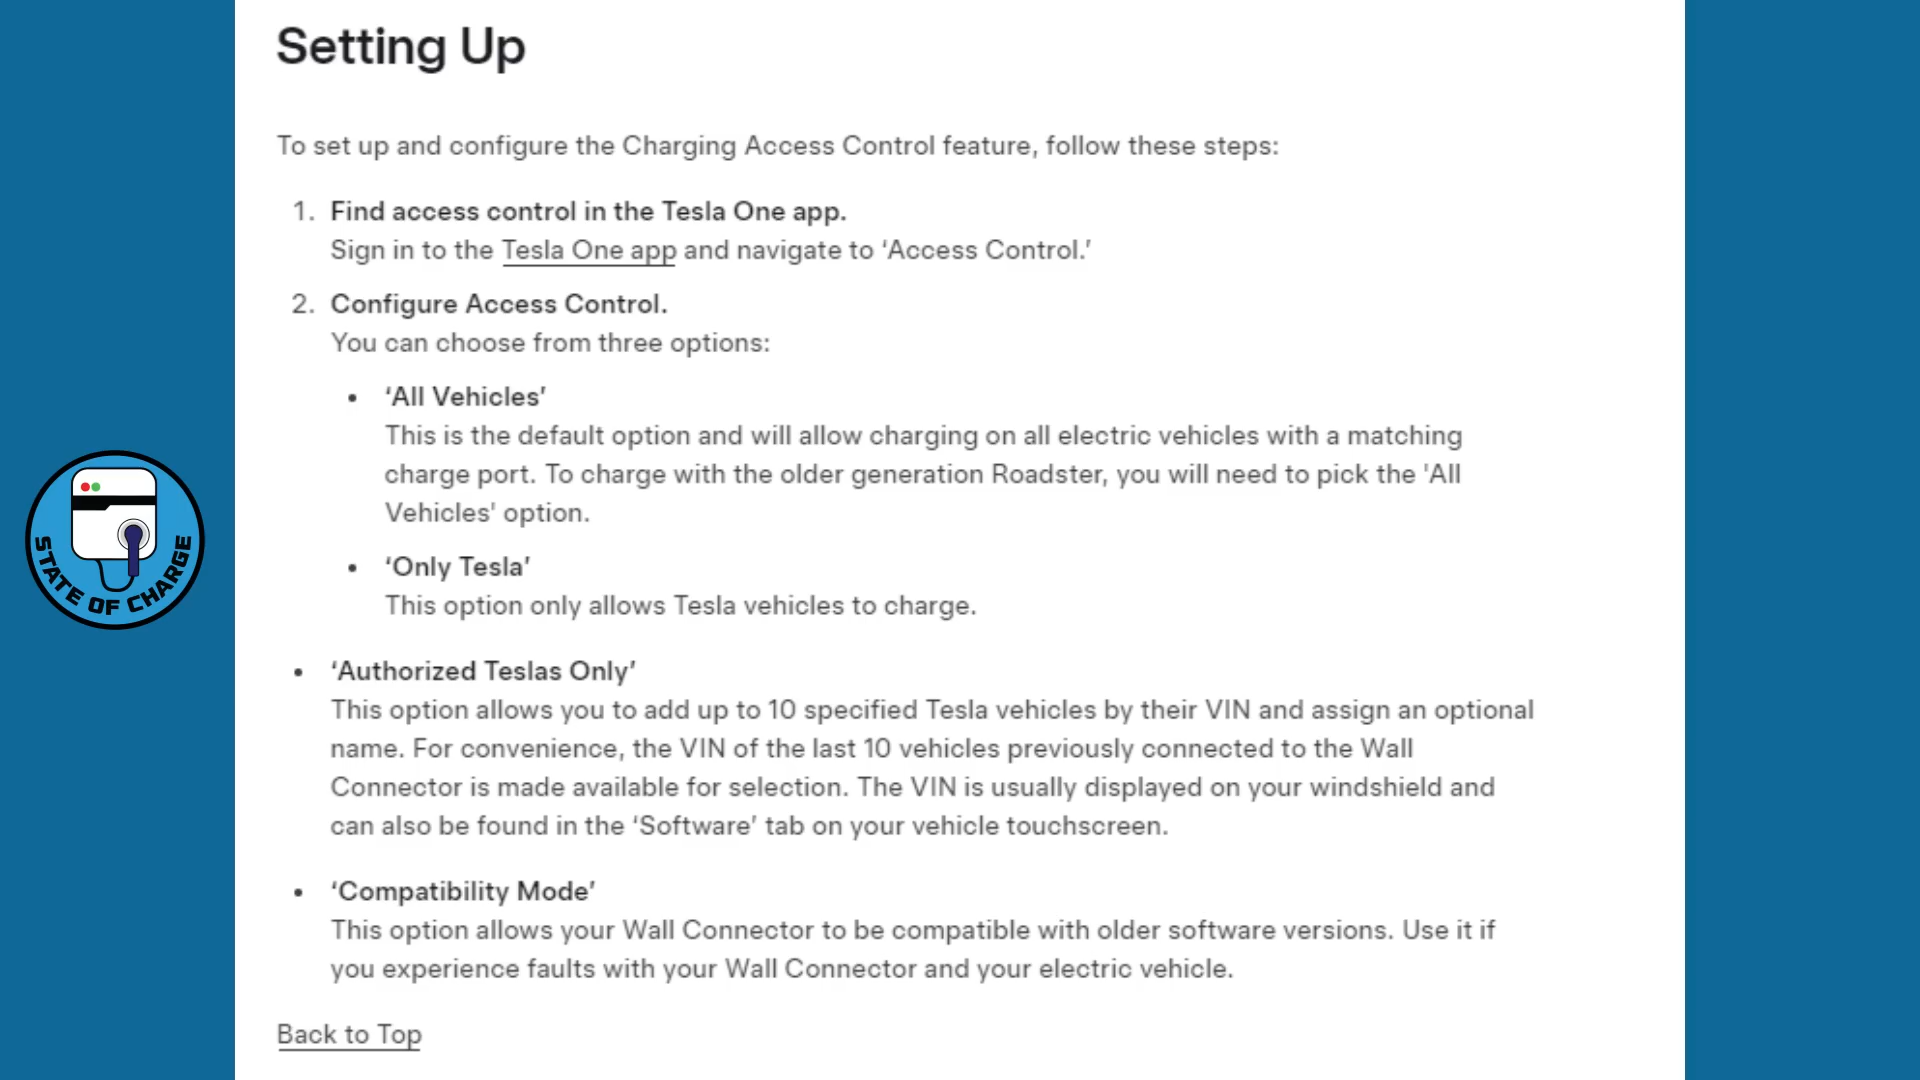 Setting Up
To set up and configure the Charging Access Control feature, follow these steps:
1. Find access control in the Tesla One app.
Sign in to the Tesla One app and navigate to ‘Access Control.’
2. Configure Access Control.
You can choose from three options:
• ‘All Vehicles’
This is the default option and will allow charging on all electric vehicles with a matching
charge port. To charge with the older generation Roadster, you will need to pick the 'All
Vehicles' option.
• ‘Only Tesla’
This option only allows Tesla vehicles to charge.
• ‘Authorized Teslas Only’
This option allows you to add up to 10 specified Tesla vehicles by their VIN and assign an optional
name. For convenience, the VIN of the last 10 vehicles previously connected to the Wall
Connector is made available for selection. The VIN is usually displayed on your windshield and
can also be found in the ‘Software’ tab on your vehicle touchscreen.
• ‘Compatibility Mode’
This option allows your Wall Connector to be compatible with older software versions. Use it if
you experience faults with your Wall Connector and your electric vehicle.
Back to Top
STATE OF CHARGE